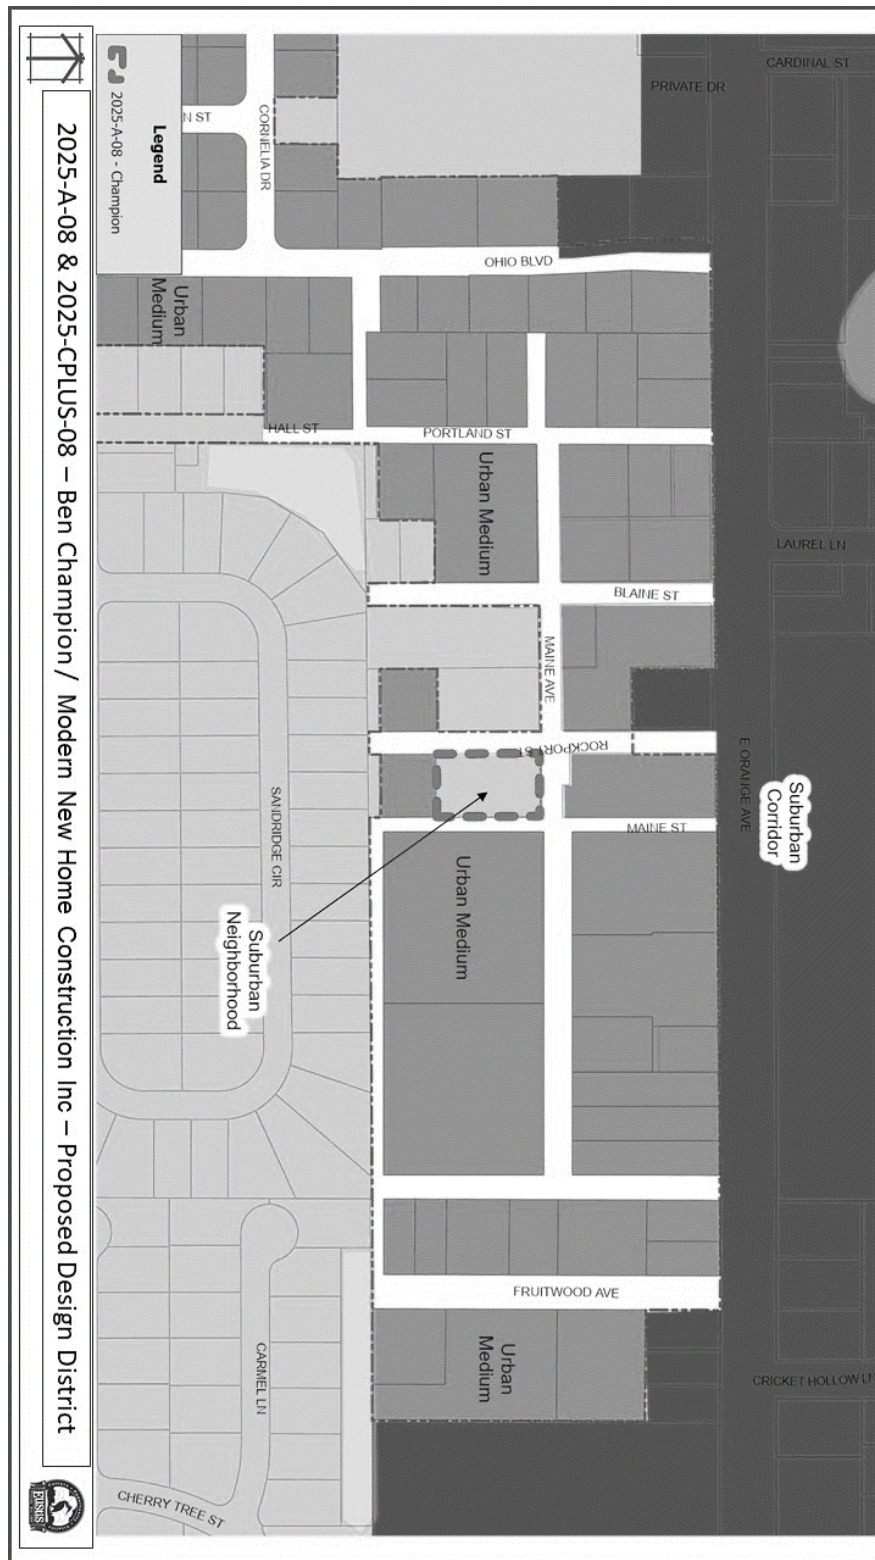 2025-A-08 & 2025-CPLUS-08 – Ben Champion / Modern New Home Construction Inc – Proposed Design District
Legend
2025-A-08 - Champion
CARDINAL ST
PRIVATE DR
N ST
CORNELIA DR
OHIO BLVD
Urban
Medium
HALL ST
PORTLAND ST
Urban Medium
LAUREL LN
BLAINE ST
MAINE AVE
ROCKPORT ST
E ORANGE AVE
Suburban
Corridor
MAINE ST
SANDRIDGE CIR
Urban Medium
Suburban
Neighborhood
FRUITWOOD AVE
Urban
Medium
CARMEL LN
CRICKET HOLLOW LN
CHERRY TREE ST
EUSTIS